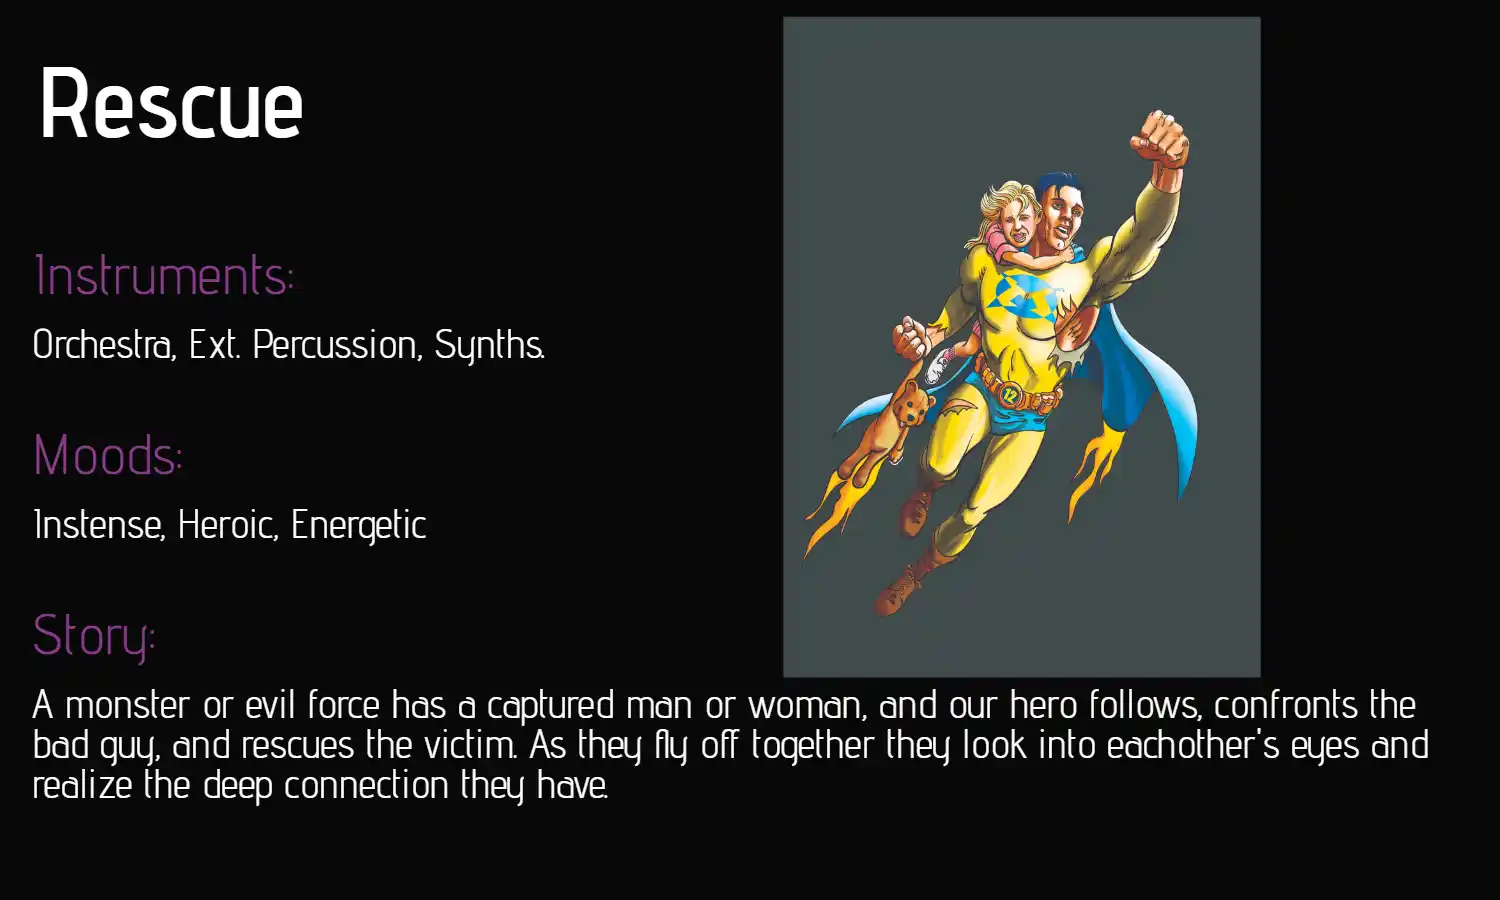 Rescue
Instruments:
Orchestra, Ext. Percussion, Synths.
Moods:
Instense, Heroic, Energetic
Story:
A monster or evil force has a captured man or woman, and our hero follows, confronts the
bad guy, and rescues the victim. As they fly off together they look into eachother's eyes and
realize the deep connection they have.
12